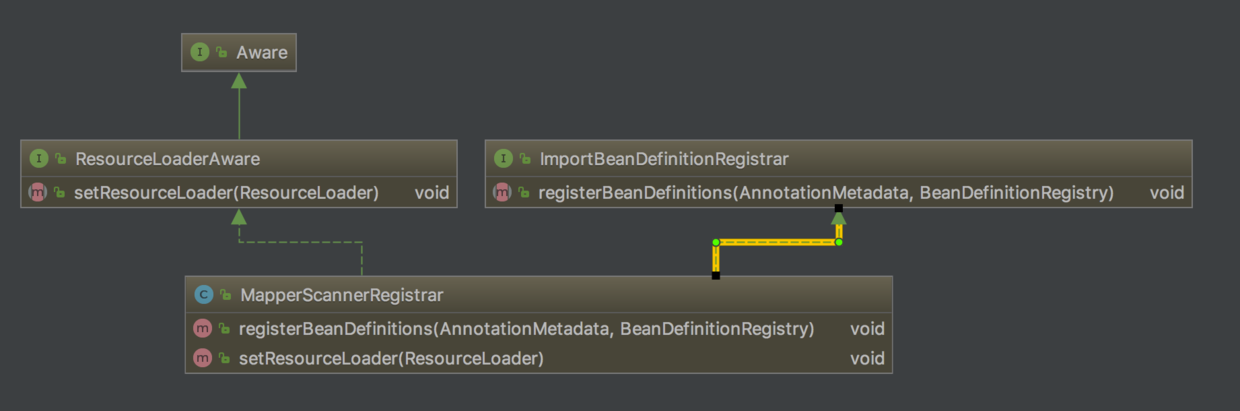 I Aware
I ResourceLoaderAware
m setResourceLoader(ResourceLoader) void
I ImportBeanDefinitionRegistrar
m registerBeanDefinitions(AnnotationMetadata, BeanDefinitionRegistry) void
C MapperScannerRegistrar
m registerBeanDefinitions(AnnotationMetadata, BeanDefinitionRegistry) void
m setResourceLoader(ResourceLoader) void